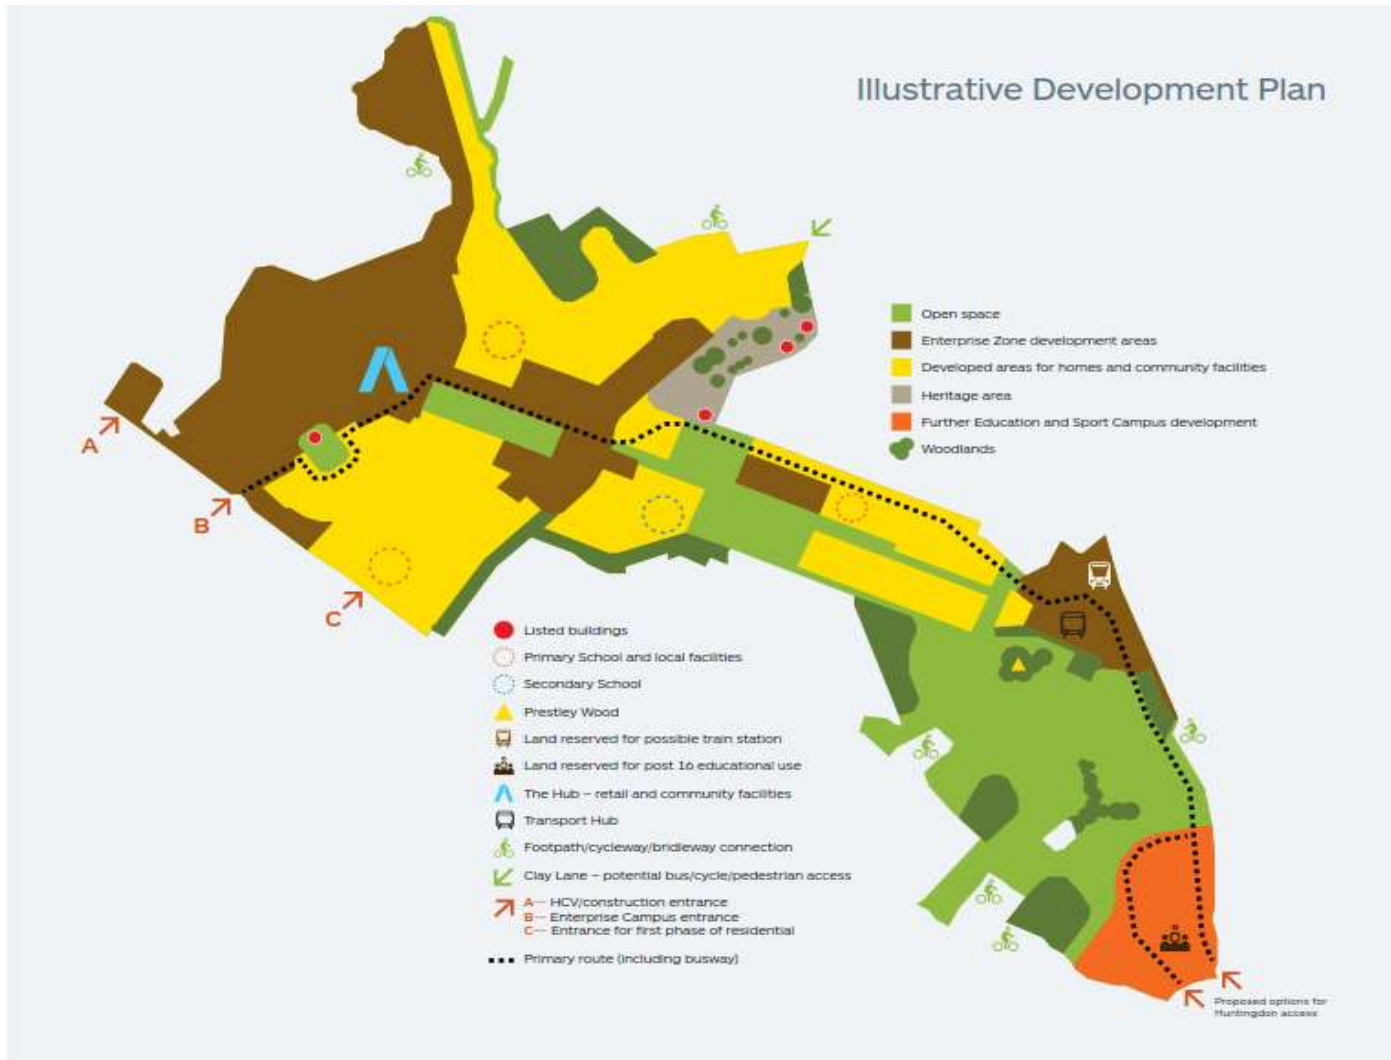 Illustrative Development Plan
Open space
Enterprise Zone development areas
Developed areas for homes and community facilities
Heritage area
Further Education and Sport Campus development
Woodlands
A
B
C
Listed buildings
Primary School and local facilities
Secondary School
Prestley Wood
Land reserved for possible train station
Land reserved for post 16 educational use
The Hub – retail and community facilities
Transport Hub
Footpath/cycleway/bridleway connection
Clay Lane – potential bus/cycle/pedestrian access
A— HCV/construction entrance
B— Enterprise Campus entrance
C— Entrance for first phase of residential
Primary route (including busway)
Proposed options for
Huntingdon access